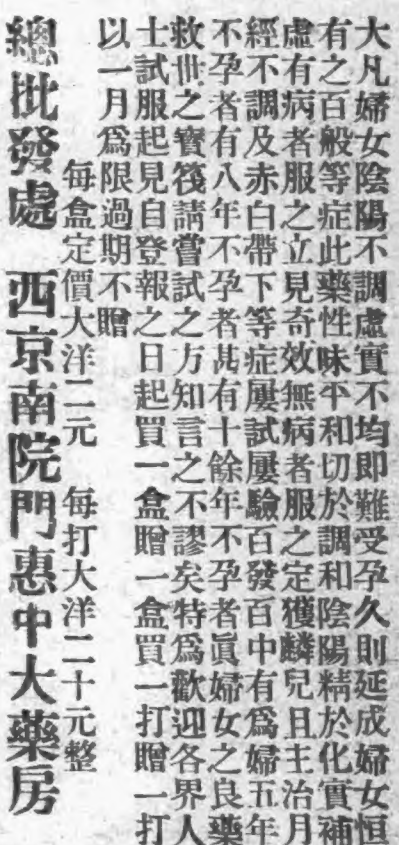 大凡婦女陰陽不調虛實不均即難受孕久則延成婦女恒
有之百般等症此藥性味平和切於調和陰陽精於化實補
虛有病者服之立見奇效無病者服之定獲麟兒且主治月
經不調及赤白帶下等症屢試屢驗百發百中有為婦五年
不孕者有八年不孕者甚有十餘年不孕者眞婦女之良藥
救世之寶筏請嘗試之方知言之不謬矣特爲歡迎各界人
士試服起見自登報之日起買一盒贈一盒買一打贈一打
以一月爲限過期不贈
每盒定價大洋二元 每打大洋二十元整
總批發處 西京南院門惠中大藥房